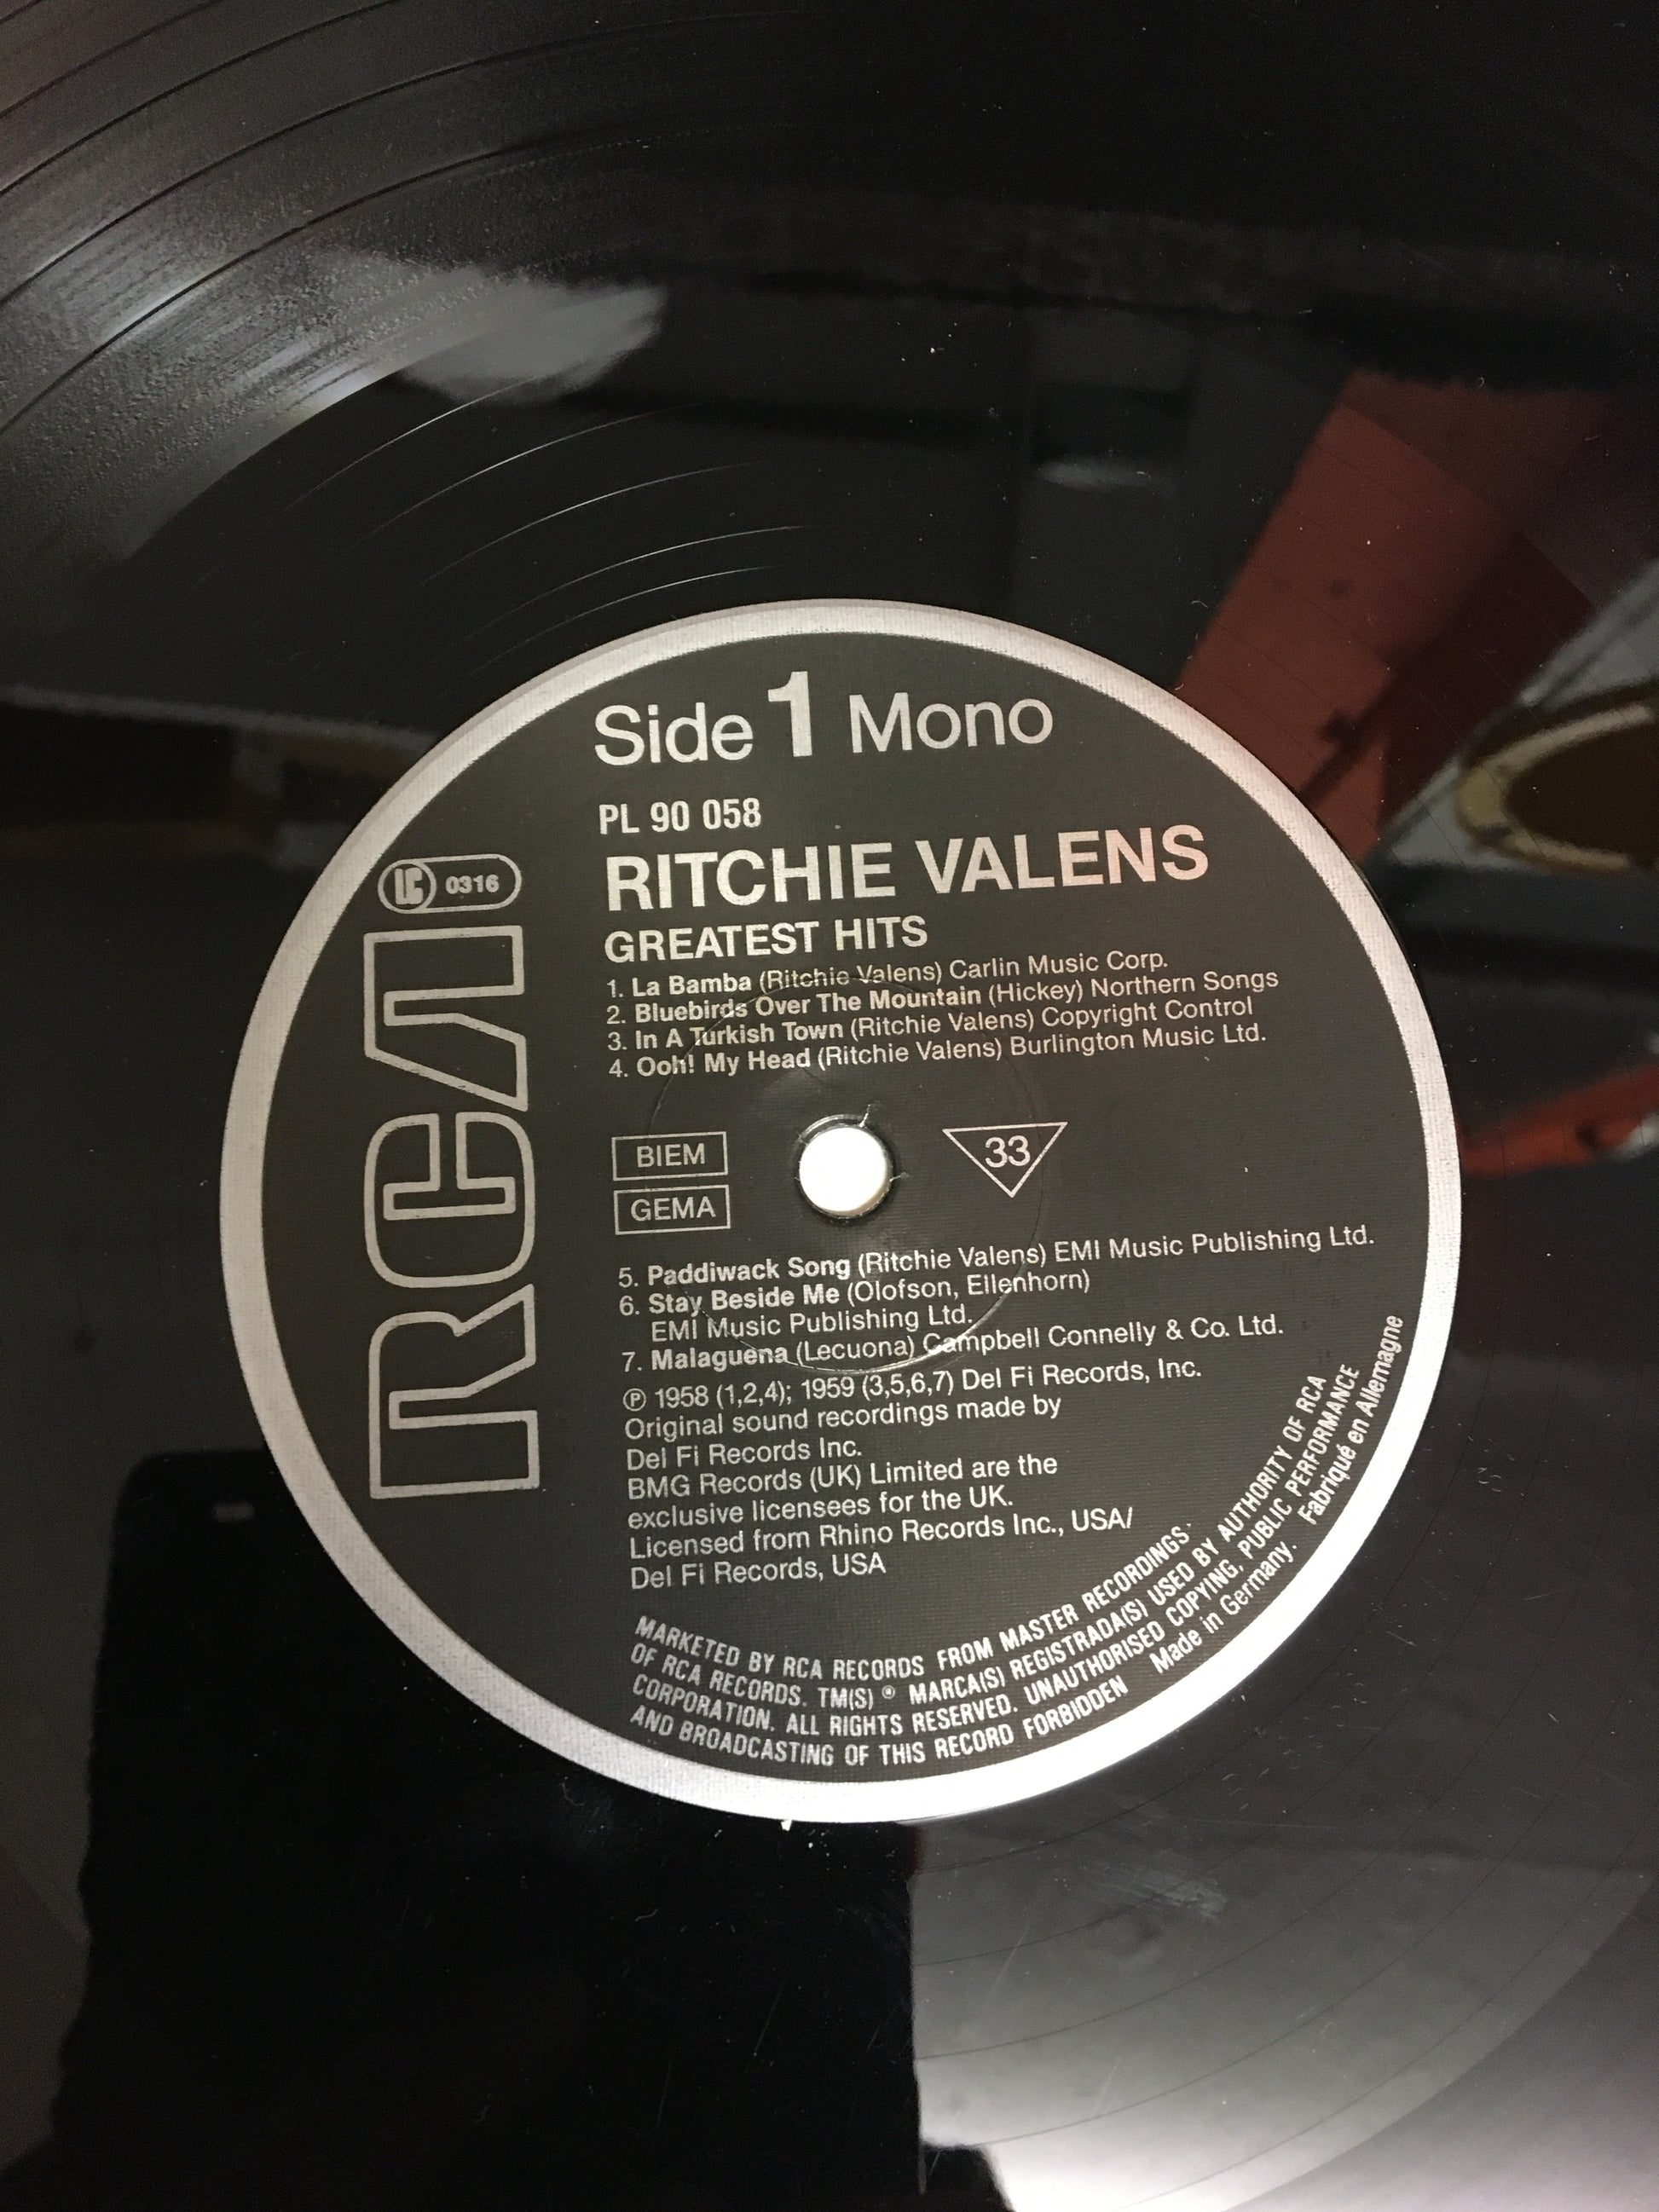 Side 1 Mono
PL 90 058
RITCHIE VALENS
GREATEST HITS
1. La Bamba (Ritchie Valens) Carlin Music Corp.
2. Bluebirds Over The Mountain (Hickey) Northern Songs
3. In A Turkish Town (Ritchie Valens) Copyright Control
4. Ooh! My Head (Ritchie Valens) Burlington Music Ltd.
LC 0316
RCA
BIEM
GEMA
33
5. Paddiwack Song (Ritchie Valens) EMI Music Publishing Ltd.
6. Stay Beside Me (Olofson, Ellenhorn)
EMI Music Publishing Ltd.
7. Malaguena (Lecuona) Campbell Connelly & Co. Ltd.
℗ 1958 (1,2,4); 1959 (3,5,6,7) Del Fi Records, Inc.
Original sound recordings made by
Del Fi Records Inc.
BMG Records (UK) Limited are the
exclusive licensees for the UK.
Licensed from Rhino Records Inc., USA/
Del Fi Records, USA
MARKETED BY RCA RECORDS FROM MASTER RECORDINGS
OF RCA RECORDS. TM(S) ® MARCA(S) REGISTRADA(S) USED BY AUTHORITY OF RCA
CORPORATION. ALL RIGHTS RESERVED. UNAUTHORISED COPYING, PUBLIC PERFORMANCE
AND BROADCASTING OF THIS RECORD FORBIDDEN Made in Germany. Fabriqué en Allemagne